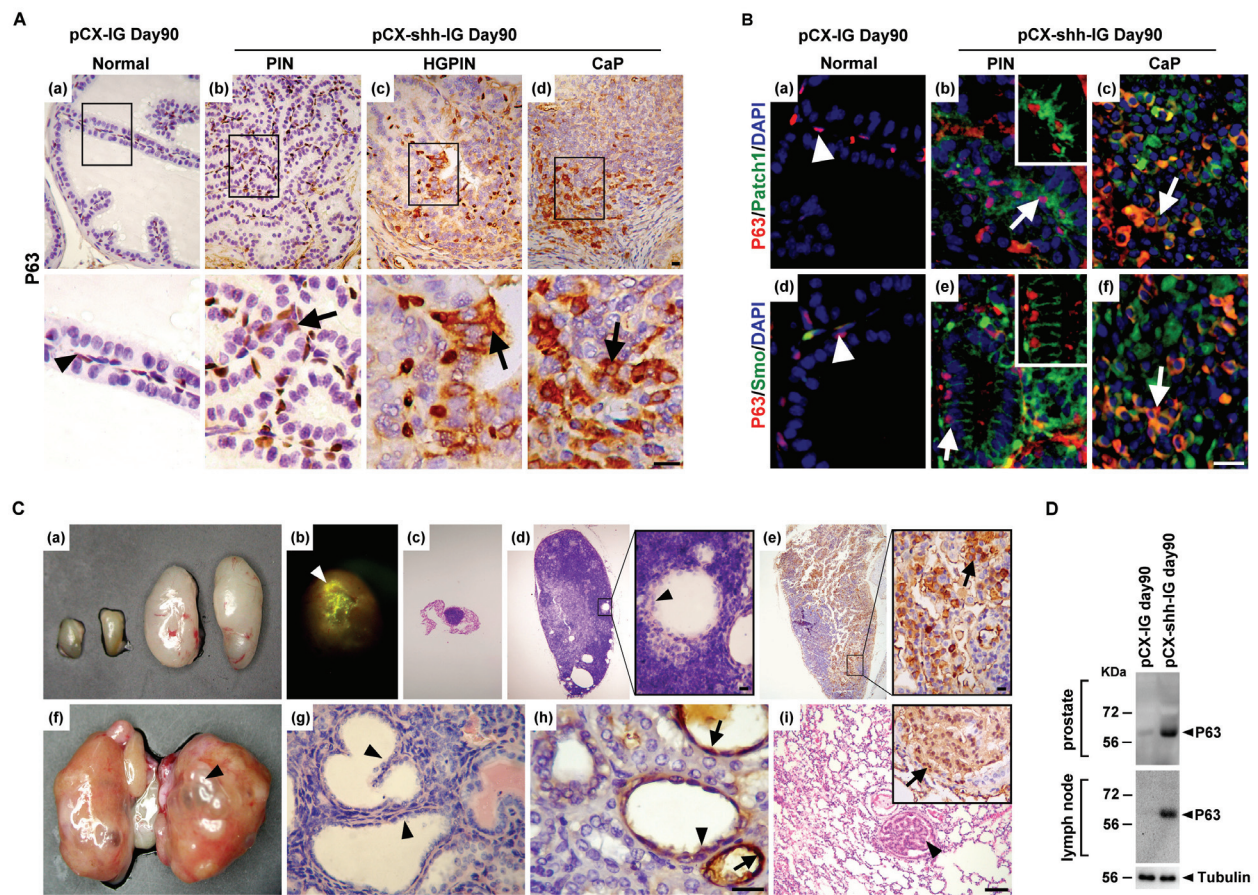 A
pCX-IG Day90
pCX-shh-IG Day90
Normal
PIN
HGPIN
CaP
(a)
(b)
(c)
(d)
P63
B
pCX-IG Day90
pCX-shh-IG Day90
Normal
PIN
CaP
P63/Patch1/DAPI
(a)
(b)
(c)
P63/Smo/DAPI
(d)
(e)
(f)
C
(a)
(b)
(c)
(d)
(e)
(f)
(g)
(h)
(i)
D
pCX-IG day90
pCX-shh-IG day90
KDa
prostate
72
56
P63
lymph node
72
56
P63
56
Tubulin